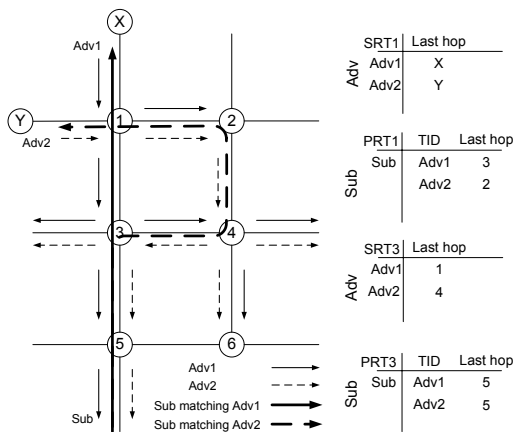 X
Adv1
Y
1
2
Adv2
3
4
5
6
Adv1
Adv2
Sub matching Adv1
Sub matching Adv2
Sub
SRT1 Last hop
Adv
Adv1 X
Adv2 Y
PRT1 TID Last hop
Sub
Sub Adv1 3
Adv2 2
SRT3 Last hop
Adv
Adv1 1
Adv2 4
PRT3 TID Last hop
Sub
Sub Adv1 5
Adv2 5